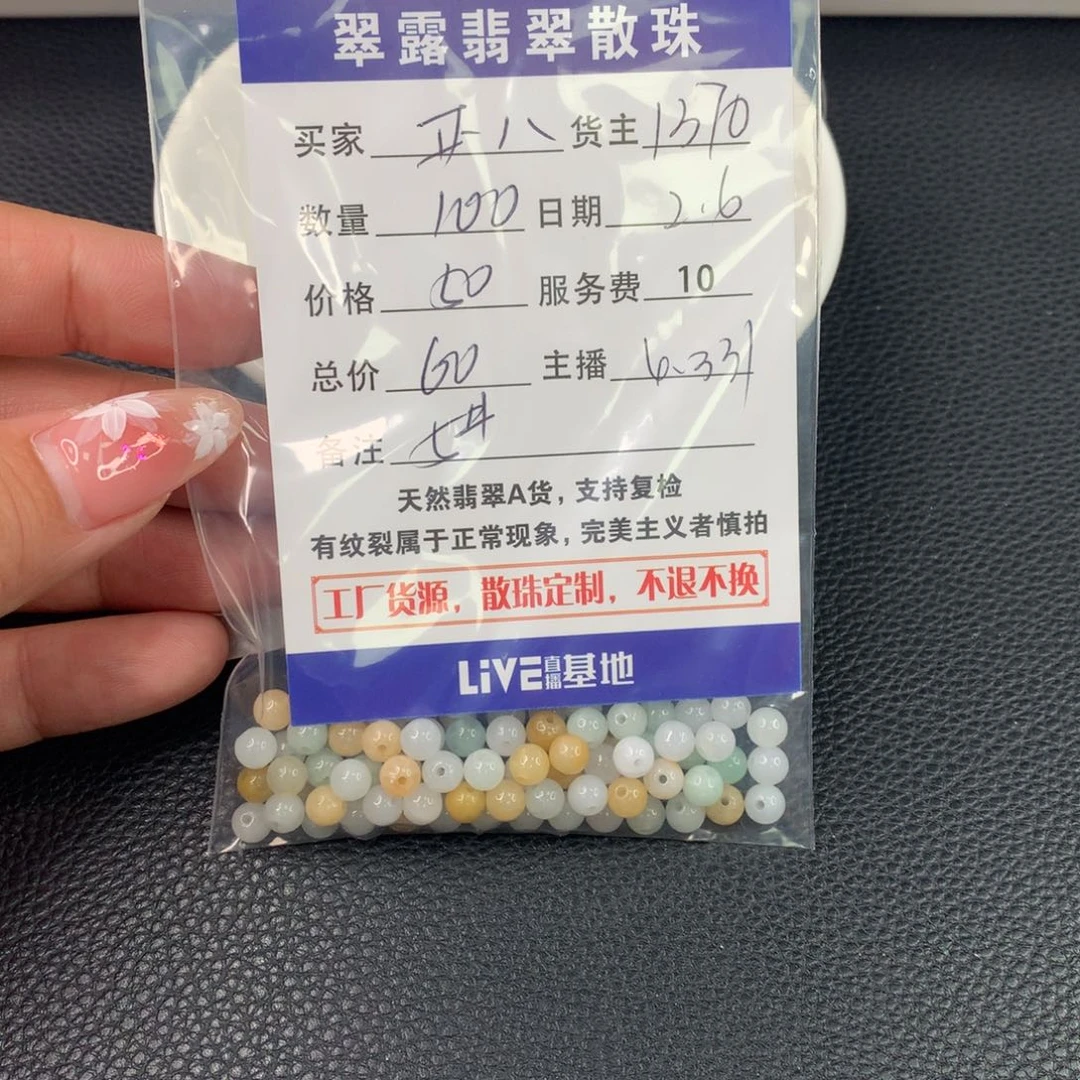 翠露翡翠散珠
买家 正八 货主 1370
数量 100 日期 2.6
价格 50 服务费 10
总价 60 主播 6.331
备注
天然翡翠A货，支持复检
有纹裂属于正常现象，完美主义者慎拍
工厂货源，散珠定制，不退不换
LiVE直播基地